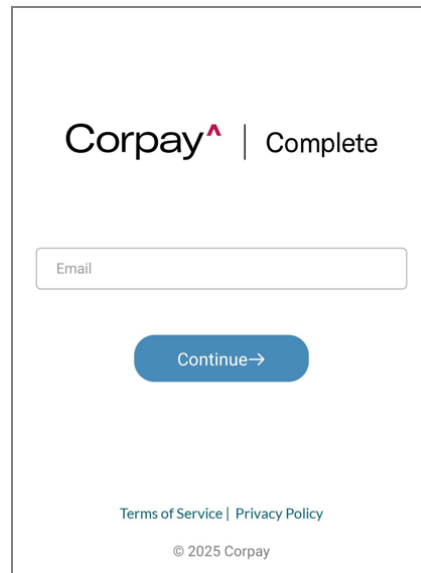 Corpay^ | Complete
Email
Continue→
Terms of Service | Privacy Policy
© 2025 Corpay